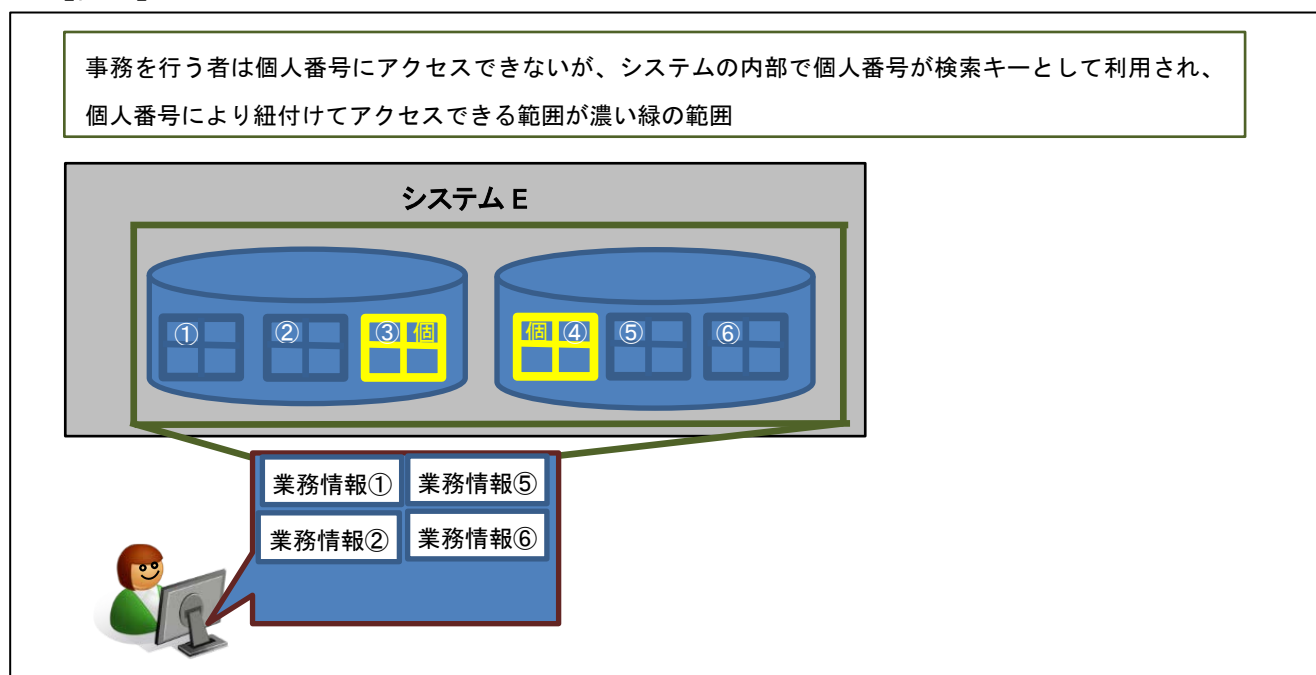 事務を行う者は個人番号にアクセスできないが、システムの内部で個人番号が検索キーとして利用され、
個人番号により紐付けてアクセスできる範囲が濃い緑の範囲
システムE
① ② ③ 個 個 ④ ⑤ ⑥
業務情報① 業務情報⑤
業務情報② 業務情報⑥